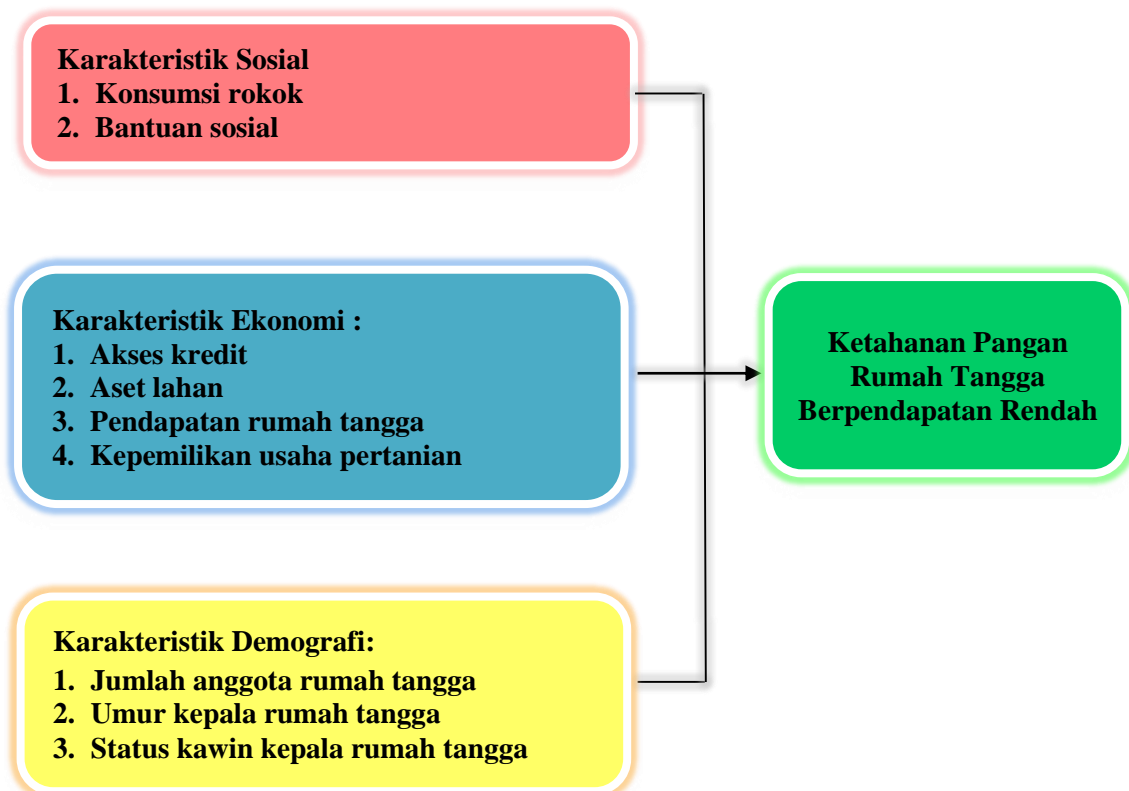 Karakteristik Sosial
1. Konsumsi rokok
2. Bantuan sosial
Karakteristik Ekonomi :
1. Akses kredit
2. Aset lahan
3. Pendapatan rumah tangga
4. Kepemilikan usaha pertanian
Ketahanan Pangan
Rumah Tangga
Berpendapatan Rendah
Karakteristik Demografi:
1. Jumlah anggota rumah tangga
2. Umur kepala rumah tangga
3. Status kawin kepala rumah tangga